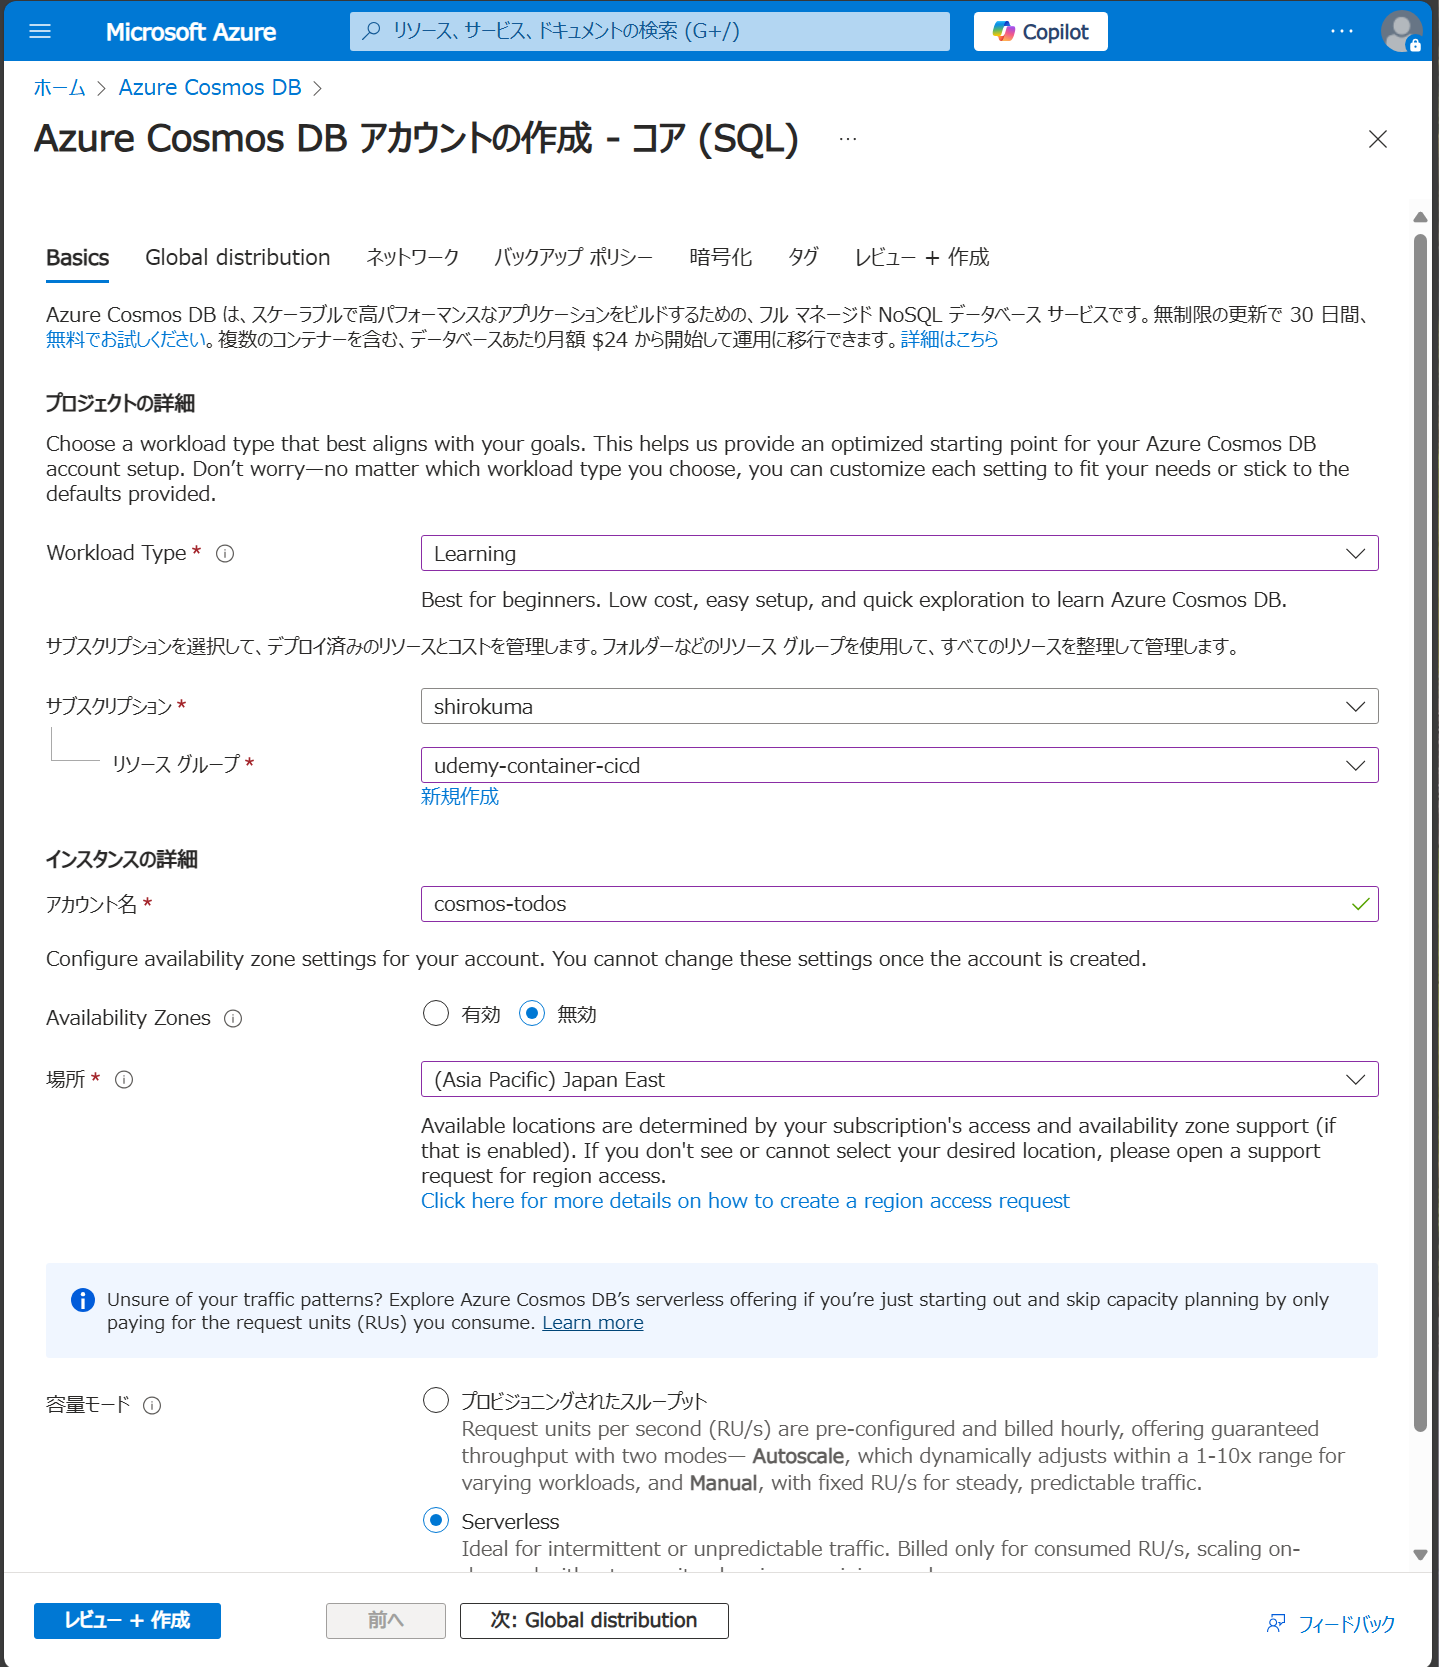 Microsoft Azure
リソース、サービス、ドキュメントの検索 (G+/)
Copilot
ホーム > Azure Cosmos DB >
Azure Cosmos DB アカウントの作成 - コア (SQL)
Basics Global distribution ネットワーク バックアップ ポリシー 暗号化 タグ レビュー + 作成
Azure Cosmos DB は、スケーラブルで高パフォーマンスなアプリケーションをビルドするための、フル マネージド NoSQL データベース サービスです。無制限の更新で 30 日間、
無料でお試しください。複数のコンテナーを含む、データベースあたり月額 $24 から開始して運用に移行できます。詳細はこちら
プロジェクトの詳細
Choose a workload type that best aligns with your goals. This helps us provide an optimized starting point for your Azure Cosmos DB
account setup. Don’t worry—no matter which workload type you choose, you can customize each setting to fit your needs or stick to the
defaults provided.
Workload Type *
Learning
Best for beginners. Low cost, easy setup, and quick exploration to learn Azure Cosmos DB.
サブスクリプションを選択して、デプロイ済みのリソースとコストを管理します。フォルダーなどのリソース グループを使用して、すべてのリソースを整理して管理します。
サブスクリプション *
shirokuma
リソース グループ *
udemy-container-cicd
新規作成
インスタンスの詳細
アカウント名 *
cosmos-todos
Configure availability zone settings for your account. You cannot change these settings once the account is created.
Availability Zones
有効 無効
場所 *
(Asia Pacific) Japan East
Available locations are determined by your subscription's access and availability zone support (if
that is enabled). If you don't see or cannot select your desired location, please open a support
request for region access.
Click here for more details on how to create a region access request
Unsure of your traffic patterns? Explore Azure Cosmos DB’s serverless offering if you’re just starting out and skip capacity planning by only
paying for the request units (RUs) you consume. Learn more
容量モード
プロビジョニングされたスループット
Request units per second (RU/s) are pre-configured and billed hourly, offering guaranteed
throughput with two modes— Autoscale, which dynamically adjusts within a 1-10x range for
varying workloads, and Manual, with fixed RU/s for steady, predictable traffic.
Serverless
Ideal for intermittent or unpredictable traffic. Billed only for consumed RU/s, scaling on-
レビュー + 作成
前へ
次: Global distribution
フィードバック